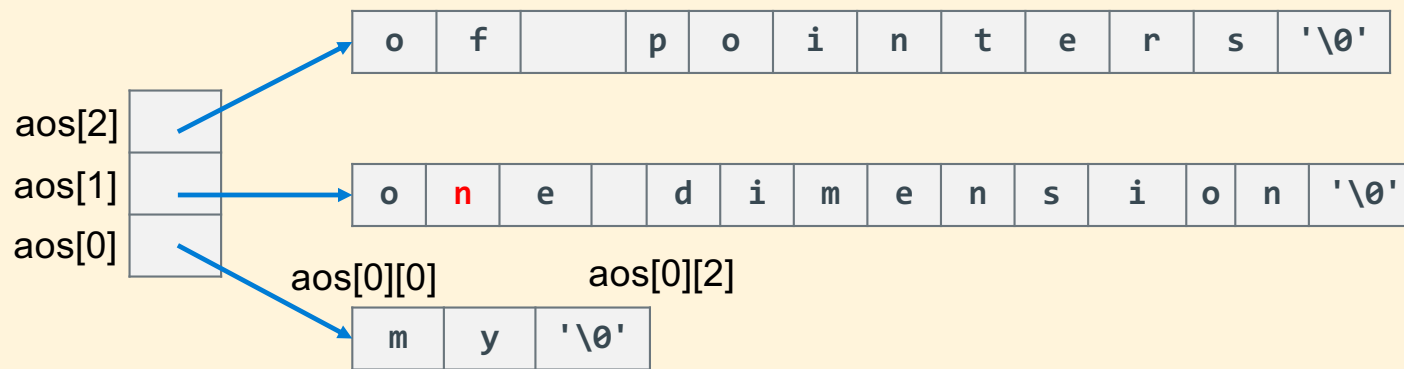 o f p o i n t e r s '\0'
aos[2]
aos[1] o n e d i m e n s i o n '\0'
aos[0]
aos[0][0] aos[0][2]
m y '\0'